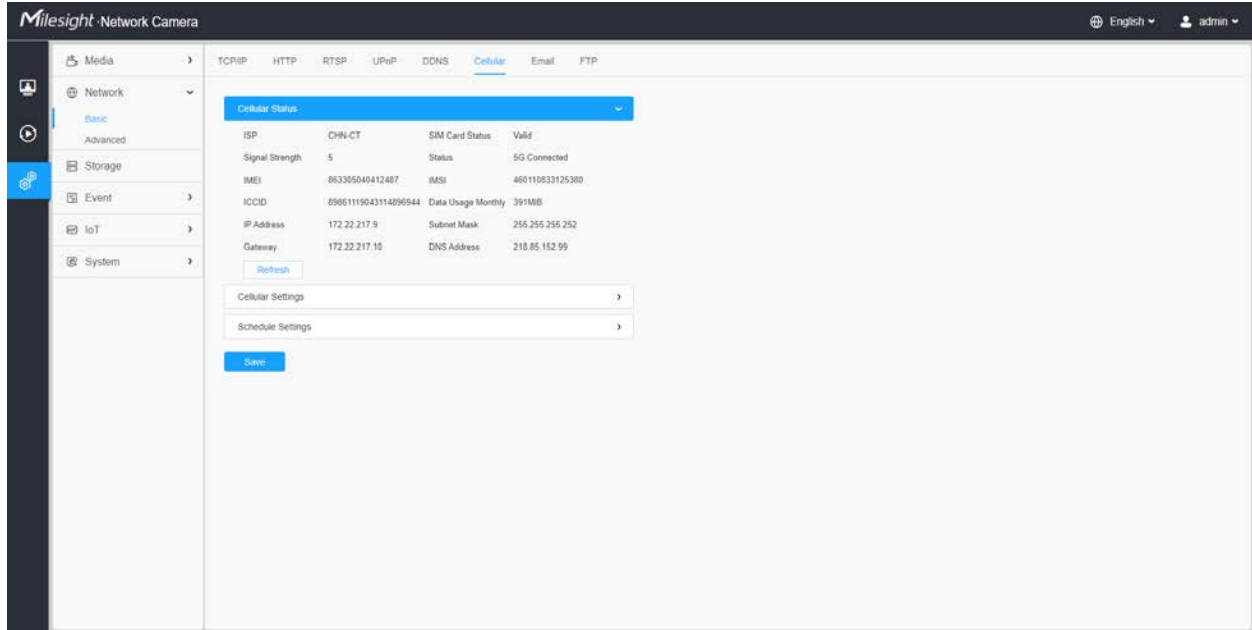 Milesight ·Network Camera
English
admin
Media
Network
Basic
Advanced
Storage
Event
IoT
System
TCP/IP HTTP RTSP UPnP DDNS Cellular Email FTP
Cellular Status
ISP CHN-CT SIM Card Status Valid
Signal Strength 5 Status 5G Connected
IMEI 863305040412487 IMSI 460110833125380
ICCID 89861119043114896944 Data Usage Monthly 391MiB
IP Address 172.22.217.9 Subnet Mask 255.255.255.252
Gateway 172.22.217.10 DNS Address 218.85.152.99
Refresh
Cellular Settings
Schedule Settings
Save